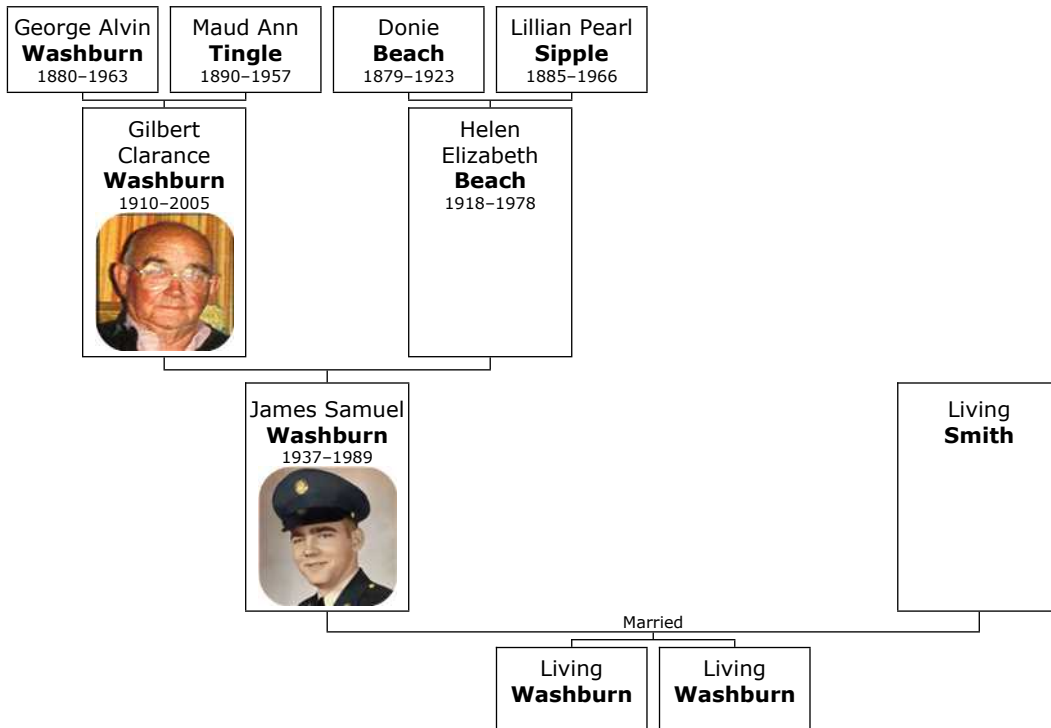 George Alvin
Washburn
1880–1963
Maud Ann
Tingle
1890–1957
Donie
Beach
1879–1923
Lillian Pearl
Sipple
1885–1966
Gilbert
Clarance
Washburn
1910–2005
Helen
Elizabeth
Beach
1918–1978
James Samuel
Washburn
1937–1989
Living
Smith
Married
Living
Washburn
Living
Washburn